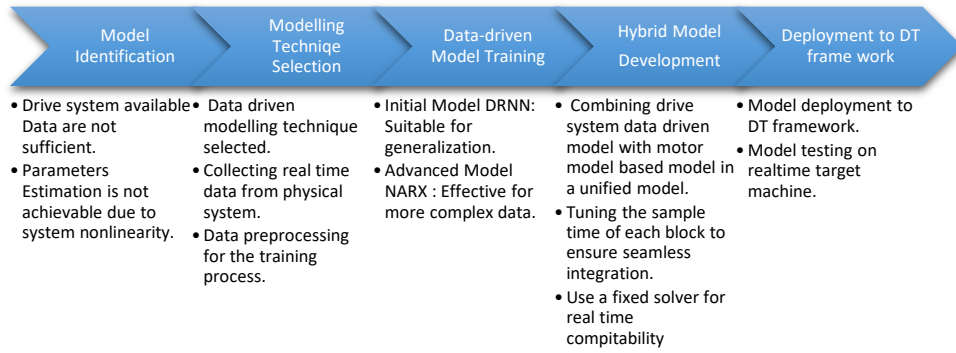 Model
Identification
Modelling
Techniqe
Selection
Data-driven
Model Training
Hybrid Model
Development
Deployment to DT
frame work
• Drive system available
Data are not
sufficient.
• Parameters
Estimation is not
achievable due to
system nonlinearity.
• Data driven
modelling technique
selected.
• Collecting real time
data from physical
system.
• Data preprocessing
for the training
process.
• Initial Model DRNN:
Suitable for
generalization.
• Advanced Model
NARX : Effective for
more complex data.
• Combining drive
system data driven
model with motor
model based model in
a unified model.
• Tuning the sample
time of each block to
ensure seamless
integration.
• Use a fixed solver for
real time
compitability
• Model deployment to
DT framework.
• Model testing on
realtime target
machine.